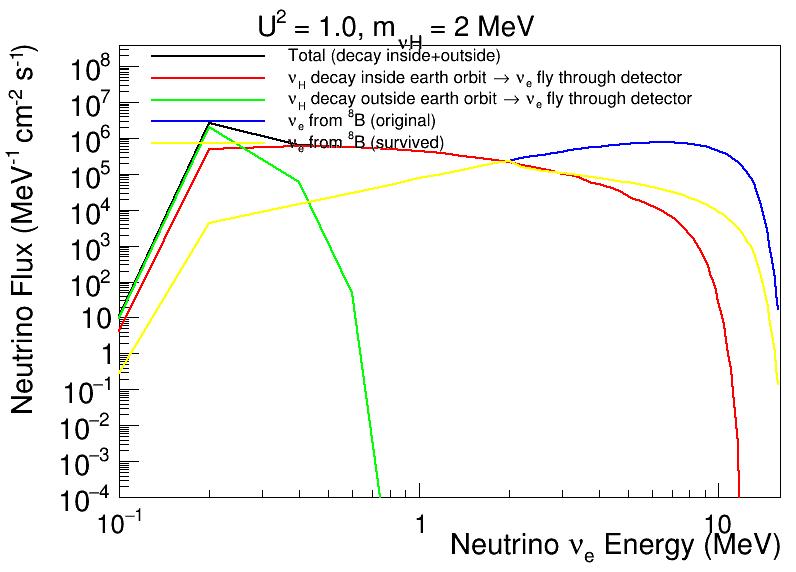 U² = 1.0, m_νH = 2 MeV
Total (decay inside+outside)
ν_H decay inside earth orbit → ν_e fly through detector
ν_H decay outside earth orbit → ν_e fly through detector
ν_e from ⁸B (original)
ν_e from ⁸B (survived)
Neutrino Flux (MeV⁻¹ cm⁻² s⁻¹)
10⁸
10⁷
10⁶
10⁵
10⁴
10³
10²
10
1
10⁻¹
10⁻²
10⁻³
10⁻⁴
10⁻¹ 1 10
Neutrino ν_e Energy (MeV)